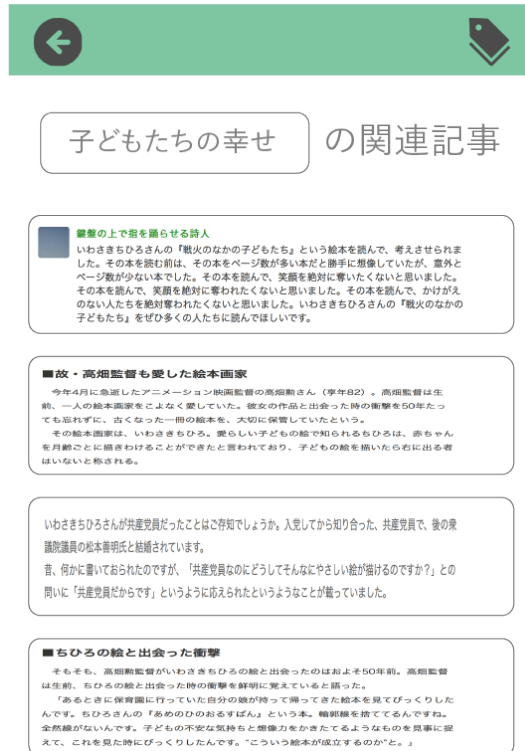 子どもたちの幸せ の関連記事
鍵盤の上で指を踊らせる詩人
いわさきちひろさんの『戦火のなかの子どもたち』という絵本を読んで、考えさせられま
した。その本を読む前は、その本をページ数が多い本だと勝手に想像していたが、意外と
ページ数が少ない本でした。その本を読んで、笑顔を絶対に奪いたくないと思いました。
その本を読んで、笑顔を絶対に奪われたくないと思いました。その本を読んで、かけがえ
のない人たちを絶対奪われたくないと思いました。いわさきちひろさんの『戦火のなかの
子どもたち』をぜひ多くの人たちに読んでほしいです。
■故・高畑監督も愛した絵本画家
今年4月に急逝したアニメーション映画監督の高畑勲さん（享年82）。高畑監督は生
前、一人の絵本画家をこよなく愛していた。彼女の作品と出会った時の衝撃を50年たっ
ても忘れずに、古くなった一冊の絵本を、大切に保管していたという。
その絵本画家は、いわさきちひろ。愛らしい子どもの絵で知られるちひろは、赤ちゃん
を月齢ごとに描きわけることができたと言われており、子どもの絵を描いたら右に出る者
はいないと称される。
いわさきちひろさんが共産党員だったことはご存知でしょうか。入党してから知り合った、共産党員で、後の衆
議院議員の松本善明氏と結婚されています。
昔、何かに書いておられたのですが、「共産党員なのにどうしてそんなにやさしい絵が描けるのですか？」との
問いに「共産党員だからです」というように応えられたというようなことが載っていました。
■ちひろの絵と出会った衝撃
そもそも、高畑勲監督がいわさきちひろの絵と出会ったのはおよそ50年前。高畑監督
は生前、ちひろの絵と出会った時の衝撃を鮮明に覚えていると語った。
「あるときに保育園に行っていた自分の娘が持って帰ってきた絵本を見てびっくりした
んです。ちひろさんの『あめのひのおるすばん』という本。輪郭線を捨ててるんですね。
全然線がないんです。子どもの不安な気持ちと想像力をかきたてるようなものを見事に捉
えて、これを見た時にびっくりしたんです。“こういう絵本が成立するのか”と。」